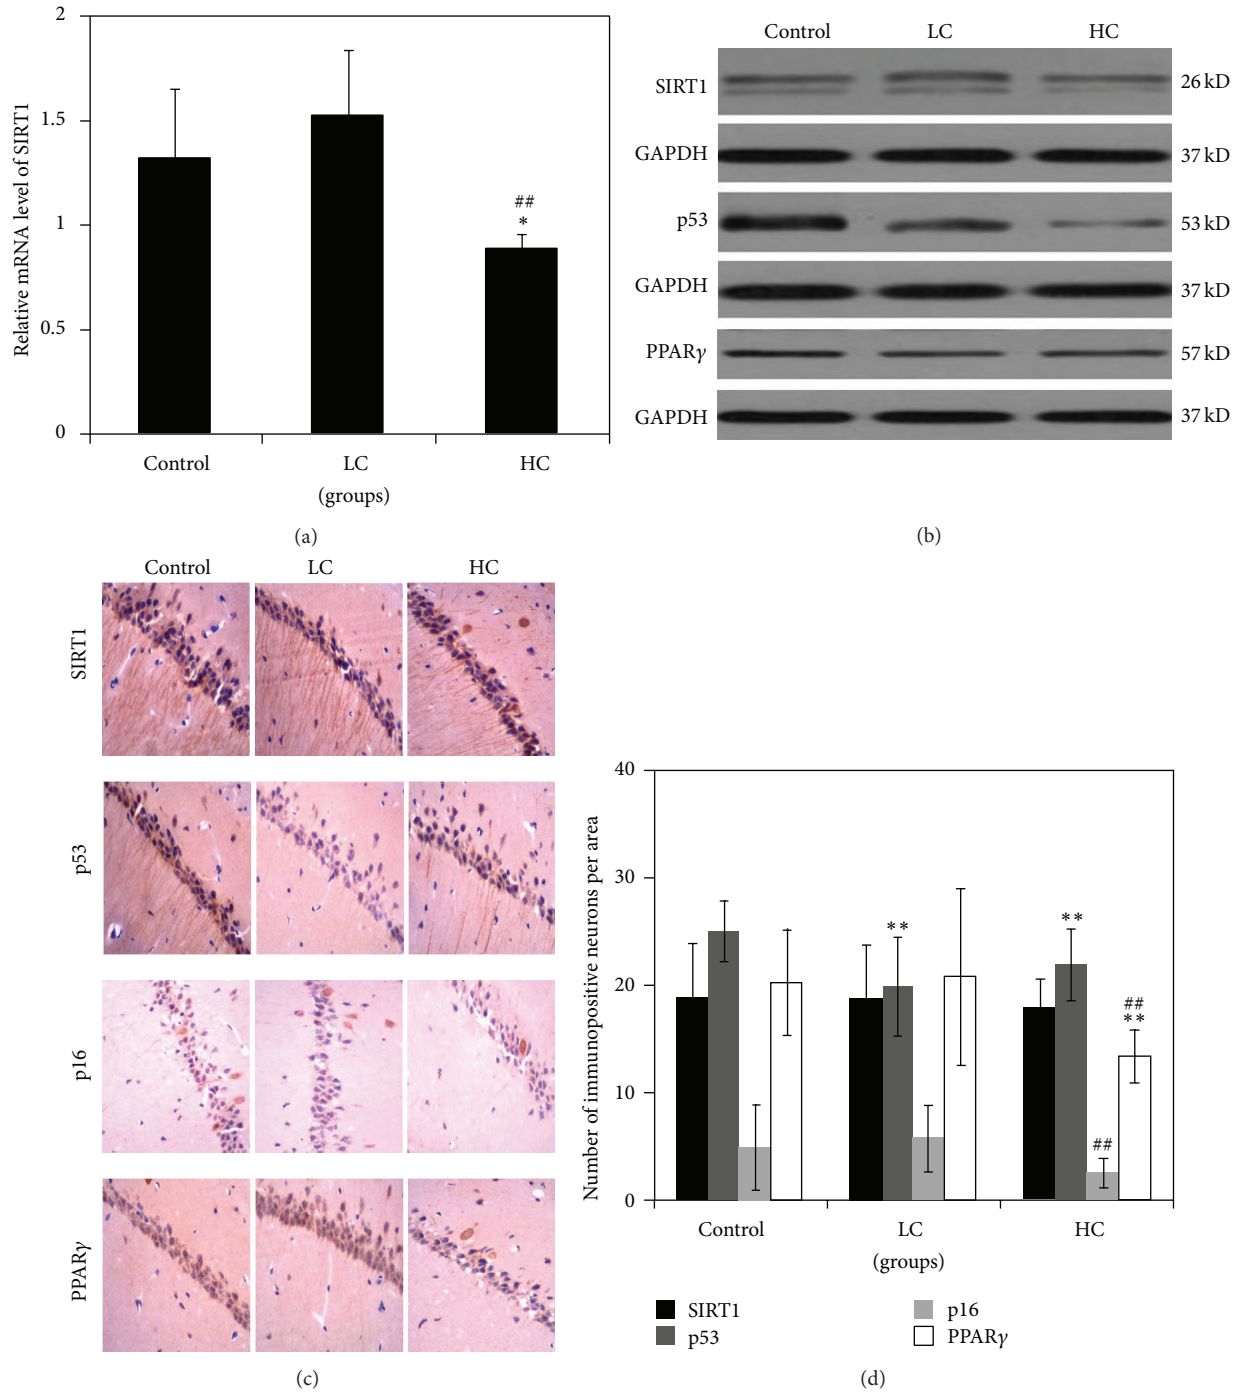 2
1.5
1
0.5
0
Relative mRNA level of SIRT1
##
*
Control LC HC
(groups)
(a)
Control LC HC
SIRT1 26 kD
GAPDH 37 kD
p53 53 kD
GAPDH 37 kD
PPARγ 57 kD
GAPDH 37 kD
(b)
Control LC HC
SIRT1
p53
p16
PPARγ
(c)
40
30
20
10
0
Number of immunopositive neurons per area
**
**
##
**
##
Control LC HC
(groups)
SIRT1 p16
p53 PPARγ
(d)